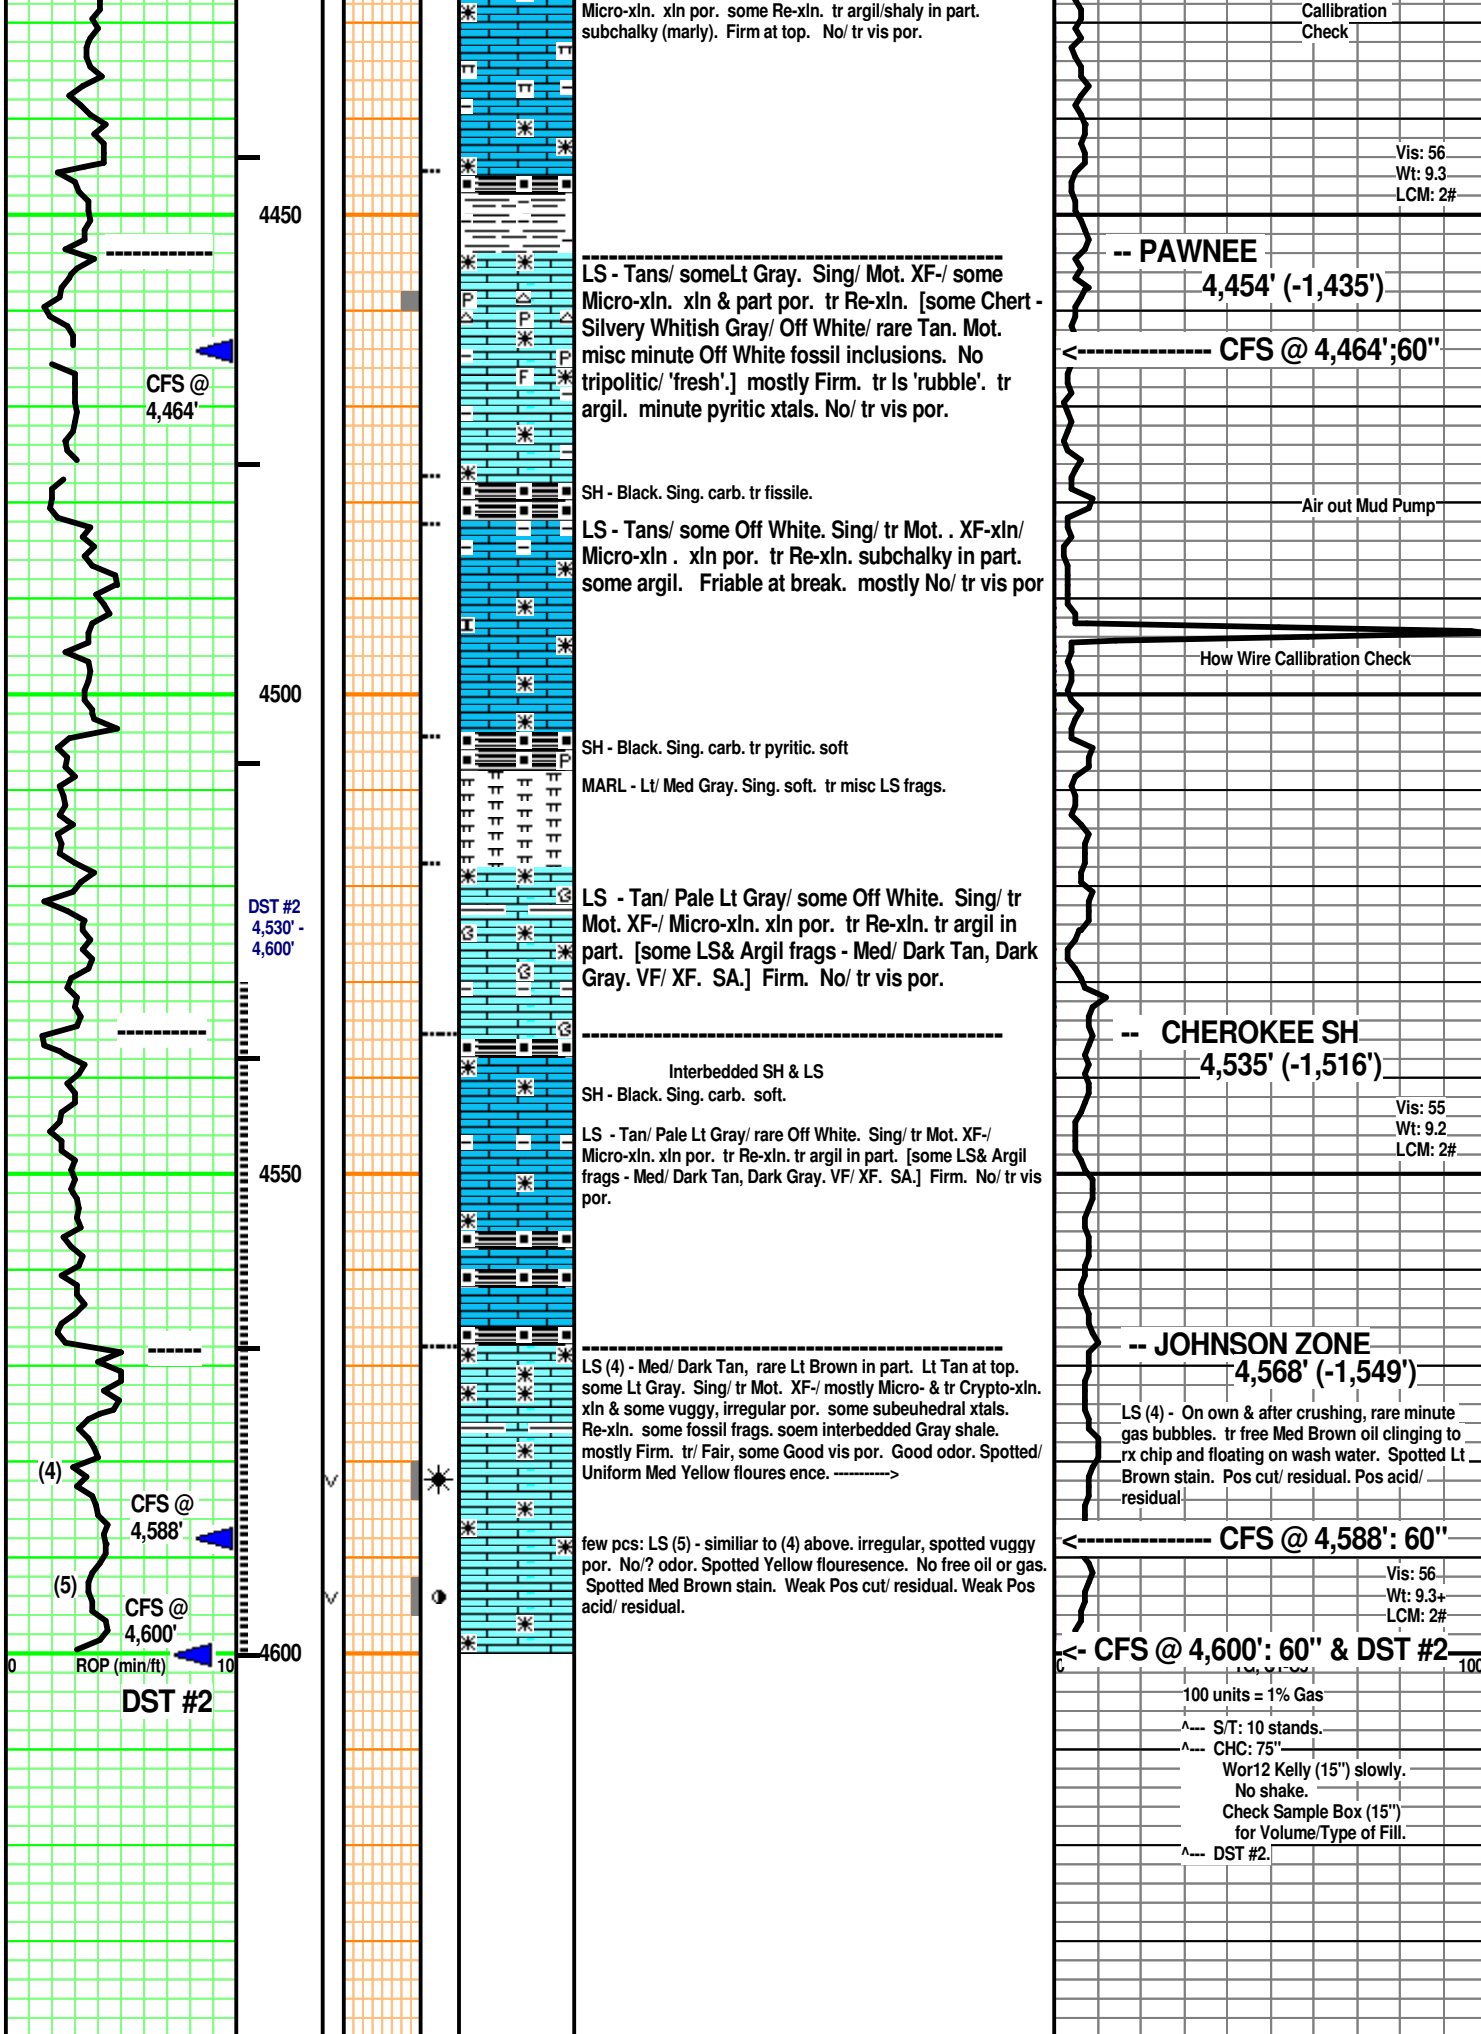 Micro-xln. xln por. some Re-xln. tr argil/shaly in part.
subchalky (marly). Firm at top. No/ tr vis por.
Callibration
Check
Vis: 56
Wt: 9.3
LCM: 2#
4450
-- PAWNEE
4,454' (-1,435')
LS - Tans/ someLt Gray. Sing/ Mot. XF-/ some
Micro-xln. xln & part por. tr Re-xln. [some Chert -
Silvery Whitish Gray/ Off White/ rare Tan. Mot.
misc minute Off White fossil inclusions. No
tripolitic/ 'fresh'.] mostly Firm. tr ls 'rubble'. tr
argil. minute pyritic xtals. No/ tr vis por.
<--------------- CFS @ 4,464';60"
CFS @
4,464'
SH - Black. Sing. carb. tr fissile.
Air out Mud Pump
LS - Tans/ some Off White. Sing/ tr Mot. . XF-xln/
Micro-xln . xln por. tr Re-xln. subchalky in part.
some argil. Friable at break. mostly No/ tr vis por
How Wire Callibration Check
4500
SH - Black. Sing. carb. tr pyritic. soft
MARL - Lt/ Med Gray. Sing. soft. tr misc LS frags.
DST #2
4,530' -
4,600'
LS - Tan/ Pale Lt Gray/ some Off White. Sing/ tr
Mot. XF-/ Micro-xln. xln por. tr Re-xln. tr argil in
part. [some LS& Argil frags - Med/ Dark Tan, Dark
Gray. VF/ XF. SA.] Firm. No/ tr vis por.
-- CHEROKEE SH
4,535' (-1,516')
Interbedded SH & LS
SH - Black. Sing. carb. soft.
Vis: 55
Wt: 9.2
LCM: 2#
LS - Tan/ Pale Lt Gray/ rare Off White. Sing/ tr Mot. XF-/
Micro-xln. xln por. tr Re-xln. tr argil in part. [some LS& Argil
frags - Med/ Dark Tan, Dark Gray. VF/ XF. SA.] Firm. No/ tr vis
por.
4550
-- JOHNSON ZONE
4,568' (-1,549')
LS (4) - Med/ Dark Tan, rare Lt Brown in part. Lt Tan at top.
some Lt Gray. Sing/ tr Mot. XF-/ mostly Micro- & tr Crypto-xln.
xln & some vuggy, irregular por. some subeuhedral xtals.
Re-xln. some fossil frags. soem interbedded Gray shale.
mostly Firm. tr/ Fair, some Good vis por. Good odor. Spotted/
Uniform Med Yellow floures ence. ----------->
LS (4) - On own & after crushing, rare minute
gas bubbles. tr free Med Brown oil clinging to
rx chip and floating on wash water. Spotted Lt
Brown stain. Pos cut/ residual. Pos acid/
residual
(4)
CFS @
4,588'
<--------------- CFS @ 4,588': 60"
few pcs: LS (5) - similiar to (4) above. irregular, spotted vuggy
por. No/? odor. Spotted Yellow flouresence. No free oil or gas.
Spotted Med Brown stain. Weak Pos cut/ residual. Weak Pos
acid/ residual.
(5)
Vis: 56
Wt: 9.3+
LCM: 2#
CFS @
4,600'
<- CFS @ 4,600': 60" & DST #2
0 ROP (min/ft) 10
4600
100
DST #2
100 units = 1% Gas
^--- S/T: 10 stands.
^--- CHC: 75"
Wor12 Kelly (15") slowly.
No shake.
Check Sample Box (15")
for Volume/Type of Fill.
^--- DST #2.